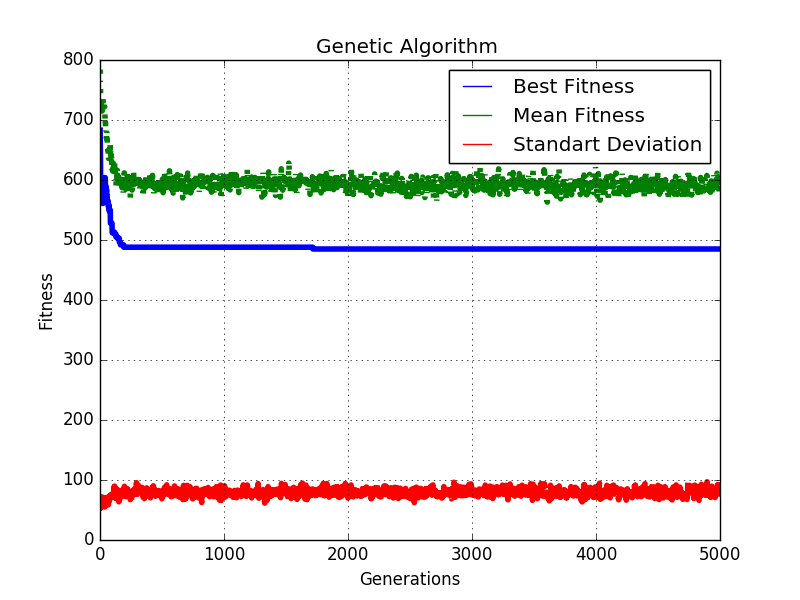 Genetic Algorithm
Best Fitness
Mean Fitness
Standart Deviation
800
700
600
500
400
300
200
100
0
Fitness
0 1000 2000 3000 4000 5000
Generations